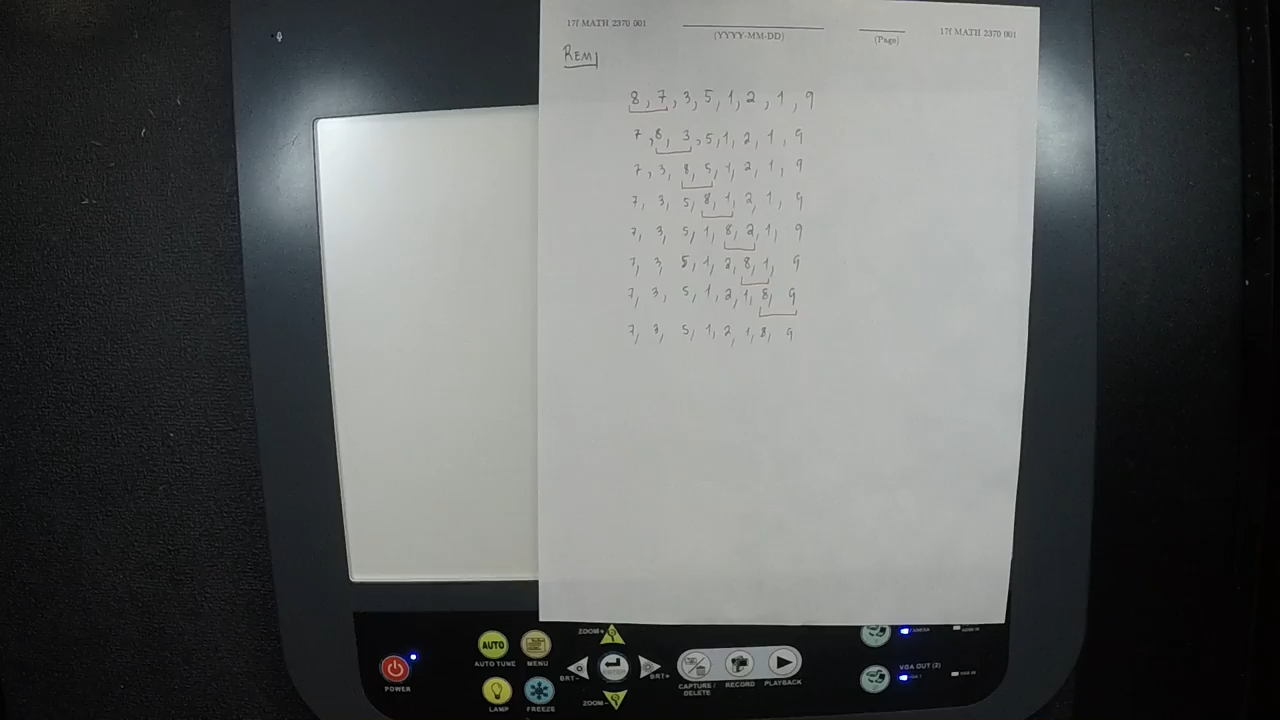 17f MATH 2370 001
(YYYY-MM-DD)
(Page)
17f MATH 2370 001
REM
8, 7, 3, 5, 1, 2, 1, 9
7, 8, 3, 5, 1, 2, 1, 9
7, 3, 8, 5, 1, 2, 1, 9
7, 3, 5, 8, 1, 2, 1, 9
7, 3, 5, 1, 8, 2, 1, 9
7, 3, 5, 1, 2, 8, 1, 9
7, 3, 5, 1, 2, 1, 8, 9
7, 3, 5, 1, 2, 1, 8, 9
ZOOM+
AUTO
AUTO TUNE
MENU
BRT-
BRT+
POWER
LAMP
FREEZE
ZOOM-
CAPTURE / DELETE
RECORD
PLAYBACK
VGA OUT (2)